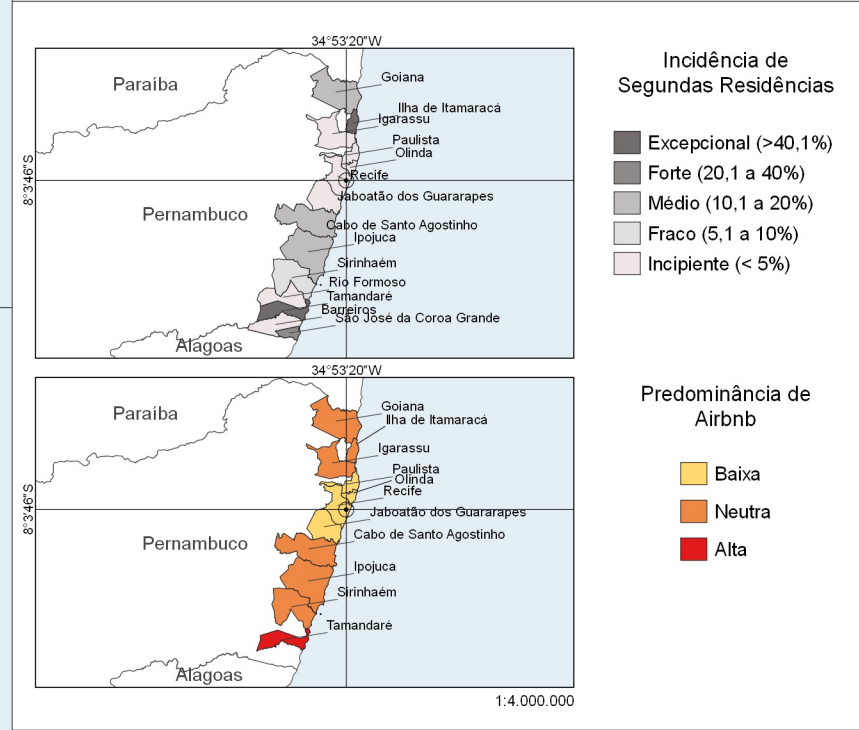 34°53'20"W
8°3'46"S
Paraíba
Goiana
Ilha de Itamaracá
Igarassu
Paulista
Olinda
Recife
Jaboatão dos Guararapes
Pernambuco
Cabo de Santo Agostinho
Ipojuca
Sirinhaém
Rio Formoso
Tamandaré
Barreiros
São José da Coroa Grande
Alagoas
Incidência de
Segundas Residências
Excepcional (>40,1%)
Forte (20,1 a 40%)
Médio (10,1 a 20%)
Fraco (5,1 a 10%)
Incipiente (< 5%)
34°53'20"W
8°3'46"S
Paraíba
Goiana
Ilha de Itamaracá
Igarassu
Paulista
Olinda
Recife
Jaboatão dos Guararapes
Pernambuco
Cabo de Santo Agostinho
Ipojuca
Sirinhaém
Tamandaré
Alagoas
Predominância de
Airbnb
Baixa
Neutra
Alta
1:4.000.000